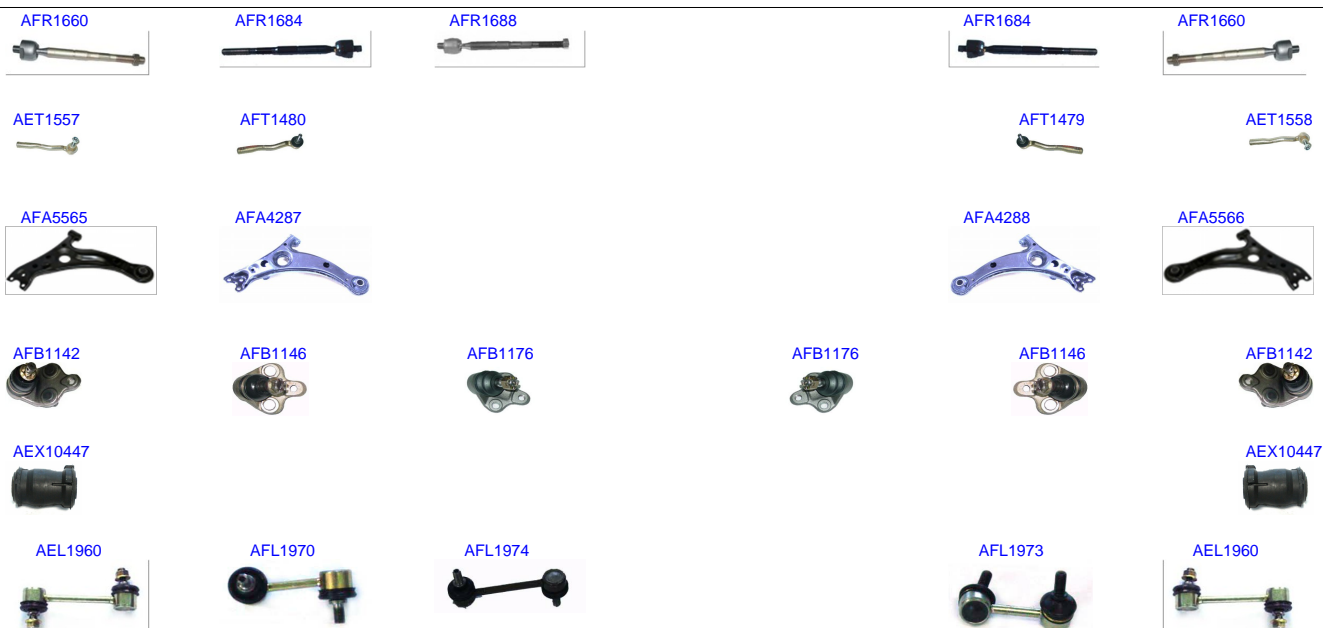 AFR1660 AFR1684 AFR1688 AFR1684 AFR1660
AET1557 AFT1480 AFT1479 AET1558
AFA5565 AFA4287 AFA4288 AFA5566
AFB1142 AFB1146 AFB1176 AFB1176 AFB1146 AFB1142
AEX10447 AEX10447
AEL1960 AFL1970 AFL1974 AFL1973 AEL1960